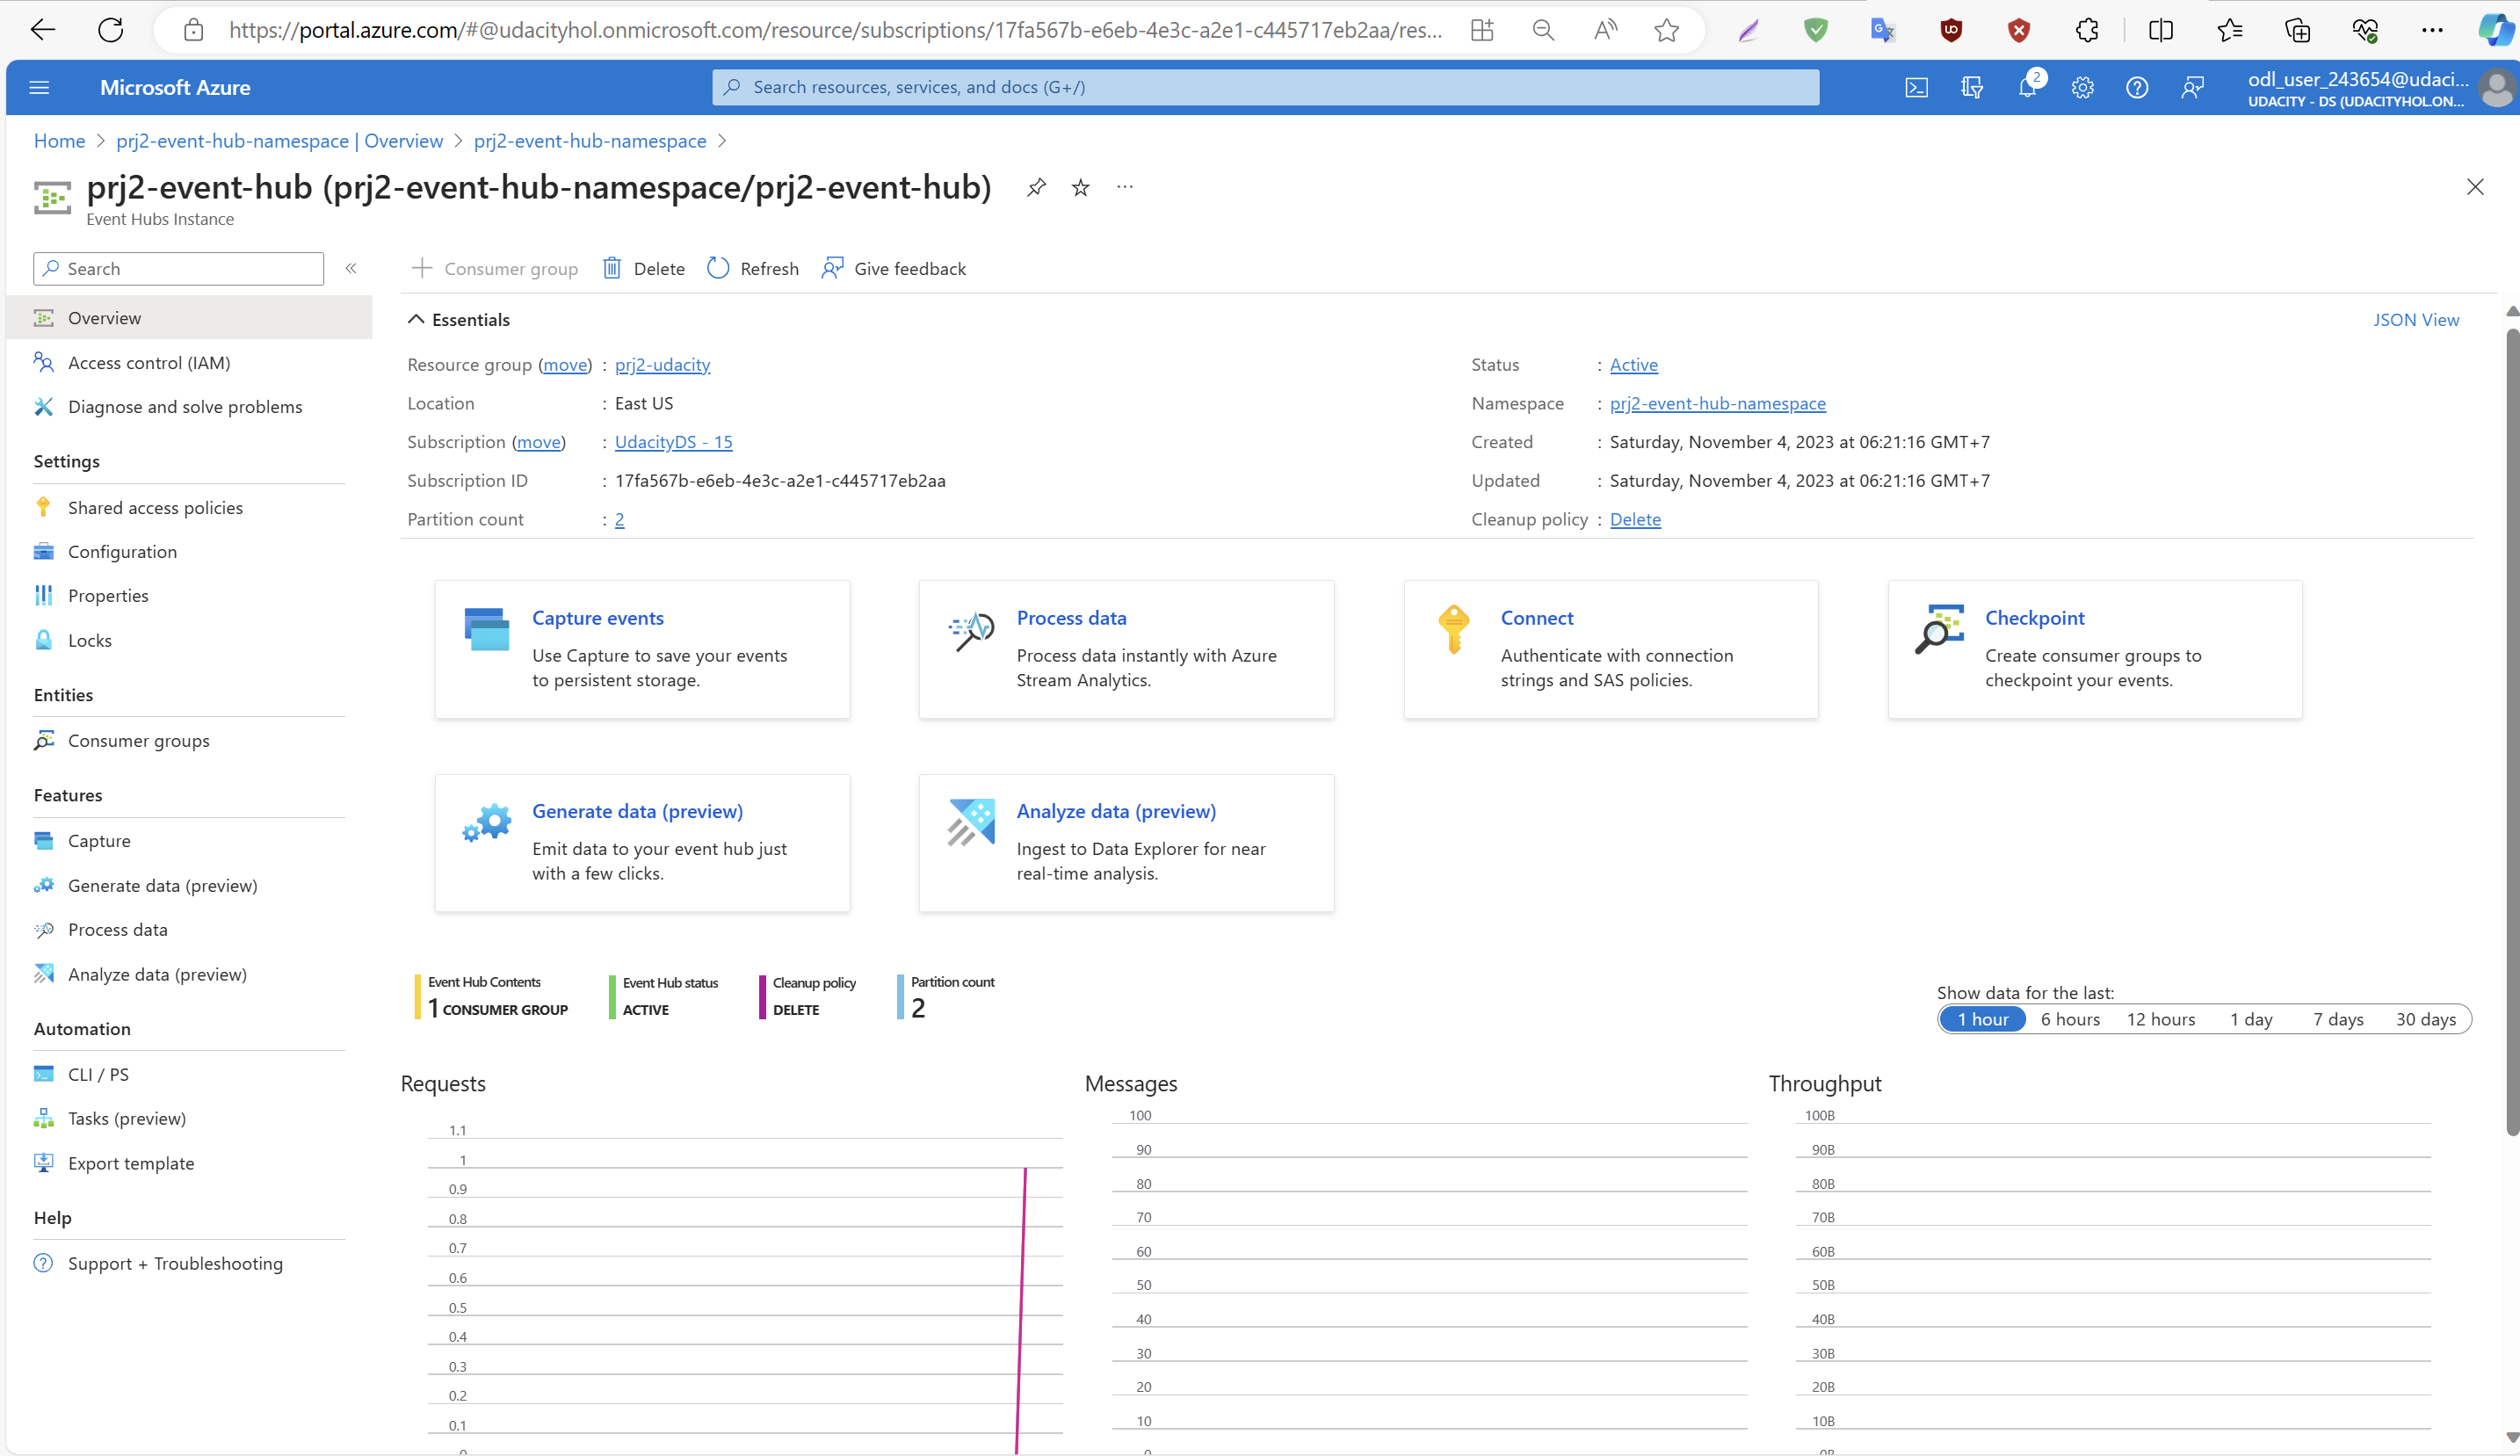 https://portal.azure.com/#@udacityhol.onmicrosoft.com/resource/subscriptions/17fa567b-e6eb-4e3c-a2e1-c445717eb2aa/res...
Microsoft Azure
Search resources, services, and docs (G+/)
2
odl_user_243654@udaci...
UDACITY - DS (UDACITYHOL.ON...
Home > prj2-event-hub-namespace | Overview > prj2-event-hub-namespace >
prj2-event-hub (prj2-event-hub-namespace/prj2-event-hub)
Event Hubs Instance
Search
Consumer group
Delete
Refresh
Give feedback
Overview
Access control (IAM)
Diagnose and solve problems
Settings
Shared access policies
Configuration
Properties
Locks
Entities
Consumer groups
Features
Capture
Generate data (preview)
Process data
Analyze data (preview)
Automation
CLI / PS
Tasks (preview)
Export template
Help
Support + Troubleshooting
Essentials
JSON View
Resource group (move) : prj2-udacity
Location : East US
Subscription (move) : UdacityDS - 15
Subscription ID : 17fa567b-e6eb-4e3c-a2e1-c445717eb2aa
Partition count : 2
Status : Active
Namespace : prj2-event-hub-namespace
Created : Saturday, November 4, 2023 at 06:21:16 GMT+7
Updated : Saturday, November 4, 2023 at 06:21:16 GMT+7
Cleanup policy : Delete
Capture events
Use Capture to save your events
to persistent storage.
Process data
Process data instantly with Azure
Stream Analytics.
Connect
Authenticate with connection
strings and SAS policies.
Checkpoint
Create consumer groups to
checkpoint your events.
Generate data (preview)
Emit data to your event hub just
with a few clicks.
Analyze data (preview)
Ingest to Data Explorer for near
real-time analysis.
Event Hub Contents
1 CONSUMER GROUP
Event Hub status
ACTIVE
Cleanup policy
DELETE
Partition count
2
Show data for the last:
1 hour 6 hours 12 hours 1 day 7 days 30 days
Requests
1.1
1
0.9
0.8
0.7
0.6
0.5
0.4
0.3
0.2
0.1
0
Messages
100
90
80
70
60
50
40
30
20
10
0
Throughput
100B
90B
80B
70B
60B
50B
40B
30B
20B
10B
0B